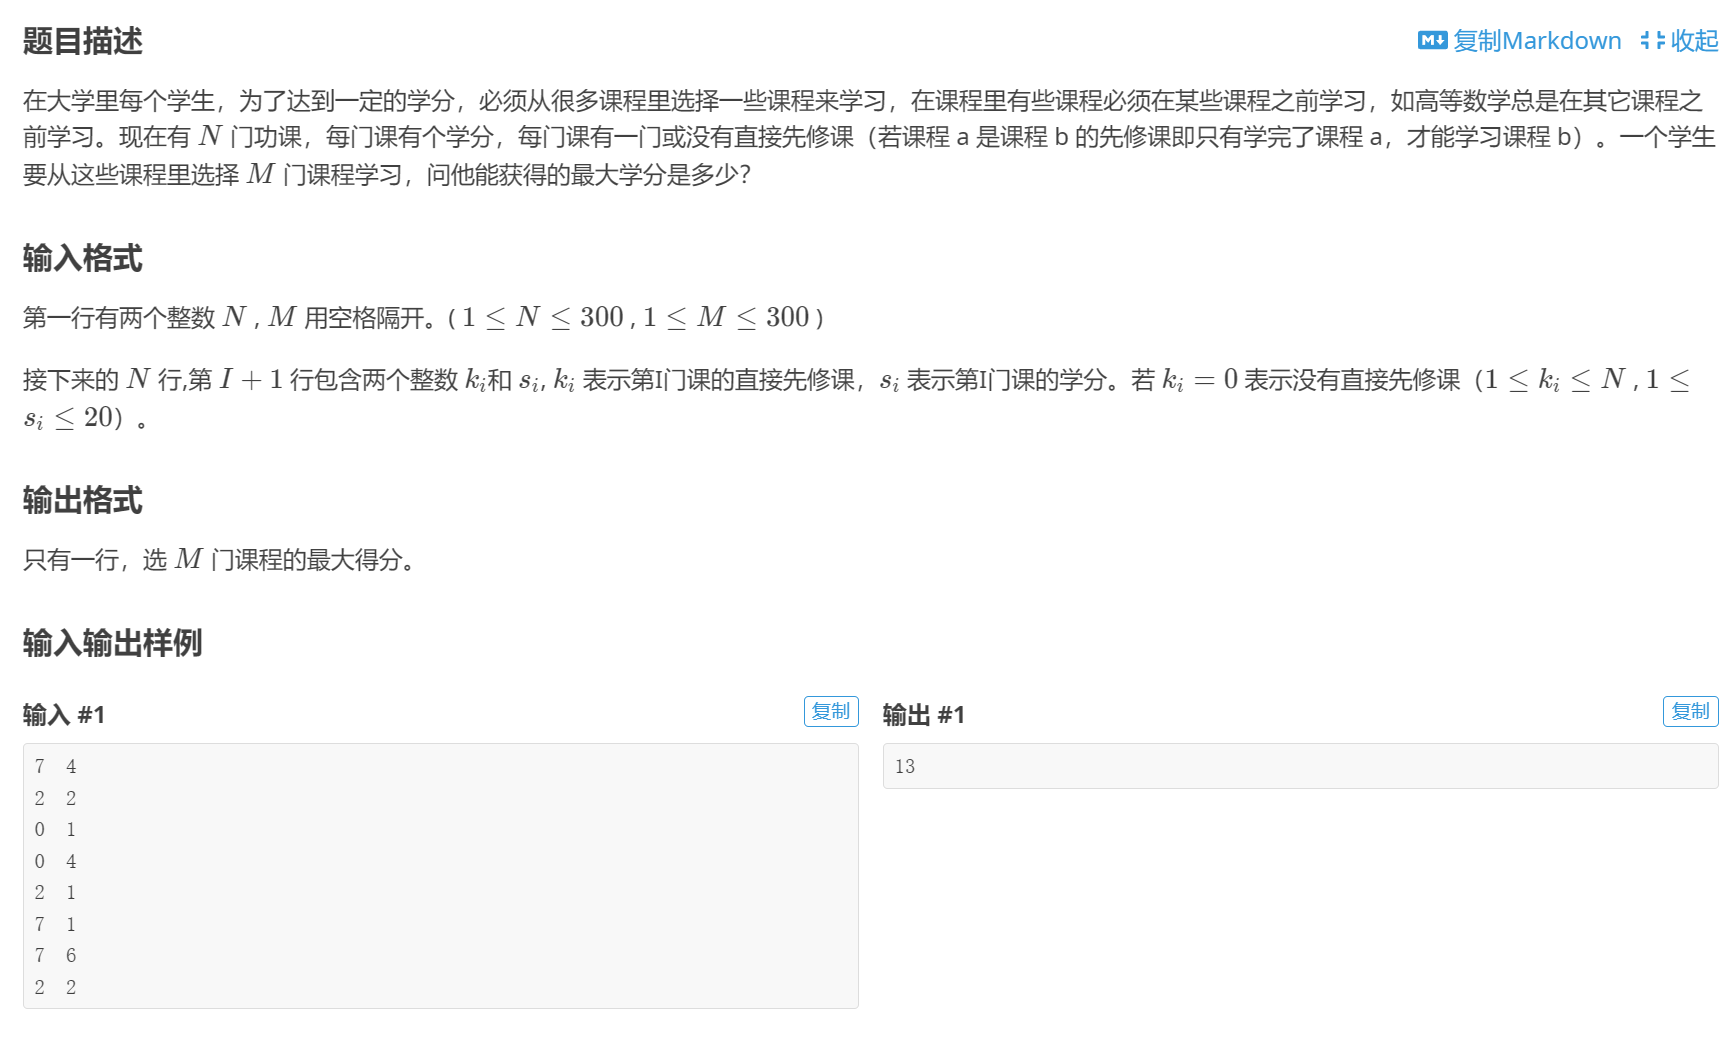 题目描述
复制Markdown 收起
在大学里每个学生，为了达到一定的学分，必须从很多课程里选择一些课程来学习，在课程里有些课程必须在某些课程之前学习，如高等数学总是在其它课程之
前学习。现在有 N 门功课，每门课有个学分，每门课有一门或没有直接先修课（若课程 a 是课程 b 的先修课即只有学完了课程 a，才能学习课程 b）。一个学生
要从这些课程里选择 M 门课程学习，问他能获得的最大学分是多少？
输入格式
第一行有两个整数 N , M 用空格隔开。( 1 ≤ N ≤ 300 , 1 ≤ M ≤ 300 )
接下来的 N 行,第 I + 1 行包含两个整数 kᵢ和 sᵢ, kᵢ 表示第I门课的直接先修课，sᵢ 表示第I门课的学分。若 kᵢ = 0 表示没有直接先修课（1 ≤ kᵢ ≤ N , 1 ≤
sᵢ ≤ 20）。
输出格式
只有一行，选 M 门课程的最大得分。
输入输出样例
输入 #1
复制
7 4
2 2
0 1
0 4
2 1
7 1
7 6
2 2
输出 #1
复制
13